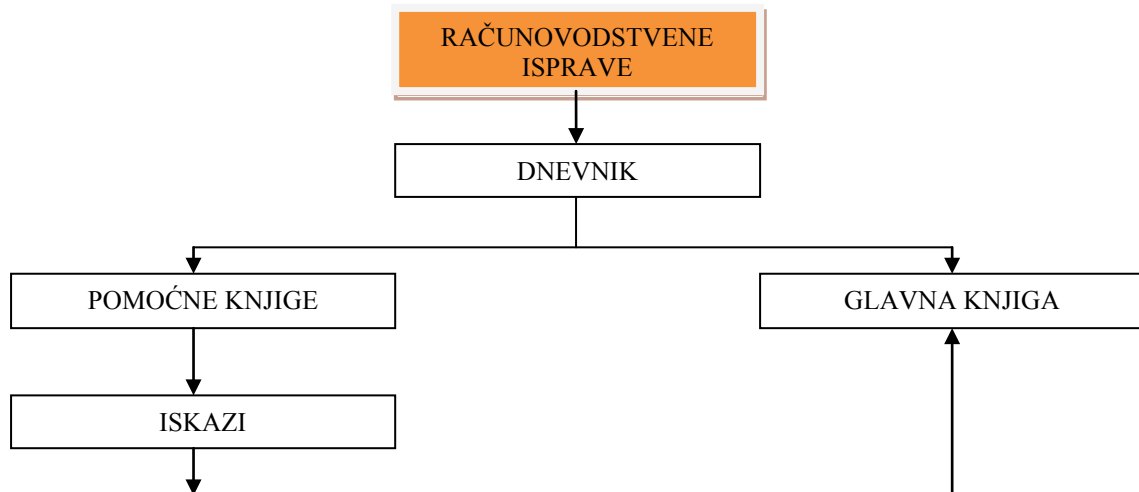 RAČUNOVODSTVENE
ISPRAVE
DNEVNIK
POMOĆNE KNJIGE
GLAVNA KNJIGA
ISKAZI